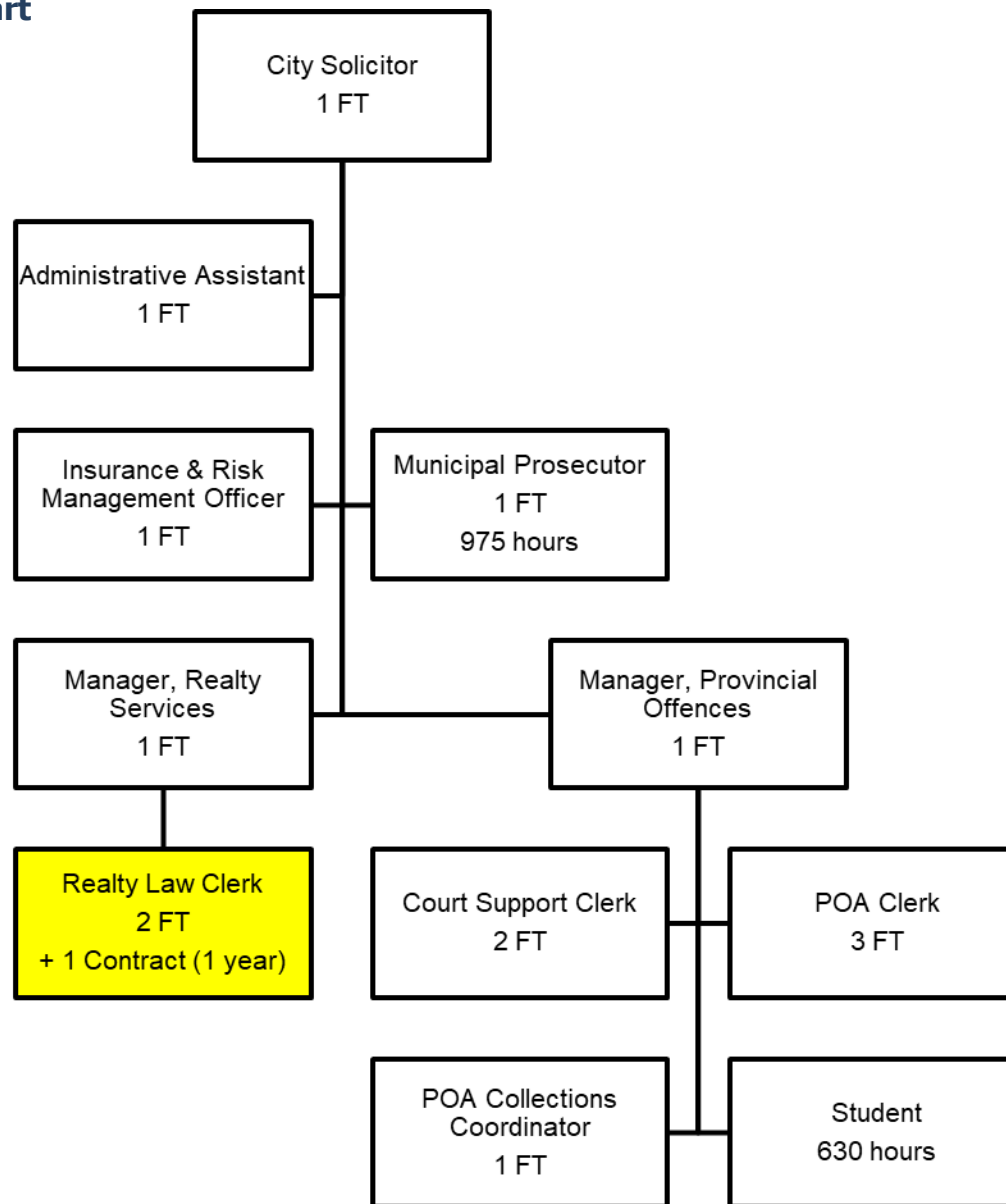 City Solicitor
1 FT
Administrative Assistant
1 FT
Insurance & Risk
Management Officer
1 FT
Municipal Prosecutor
1 FT
975 hours
Manager, Realty
Services
1 FT
Manager, Provincial
Offences
1 FT
Realty Law Clerk
2 FT
+ 1 Contract (1 year)
Court Support Clerk
2 FT
POA Clerk
3 FT
POA Collections
Coordinator
1 FT
Student
630 hours